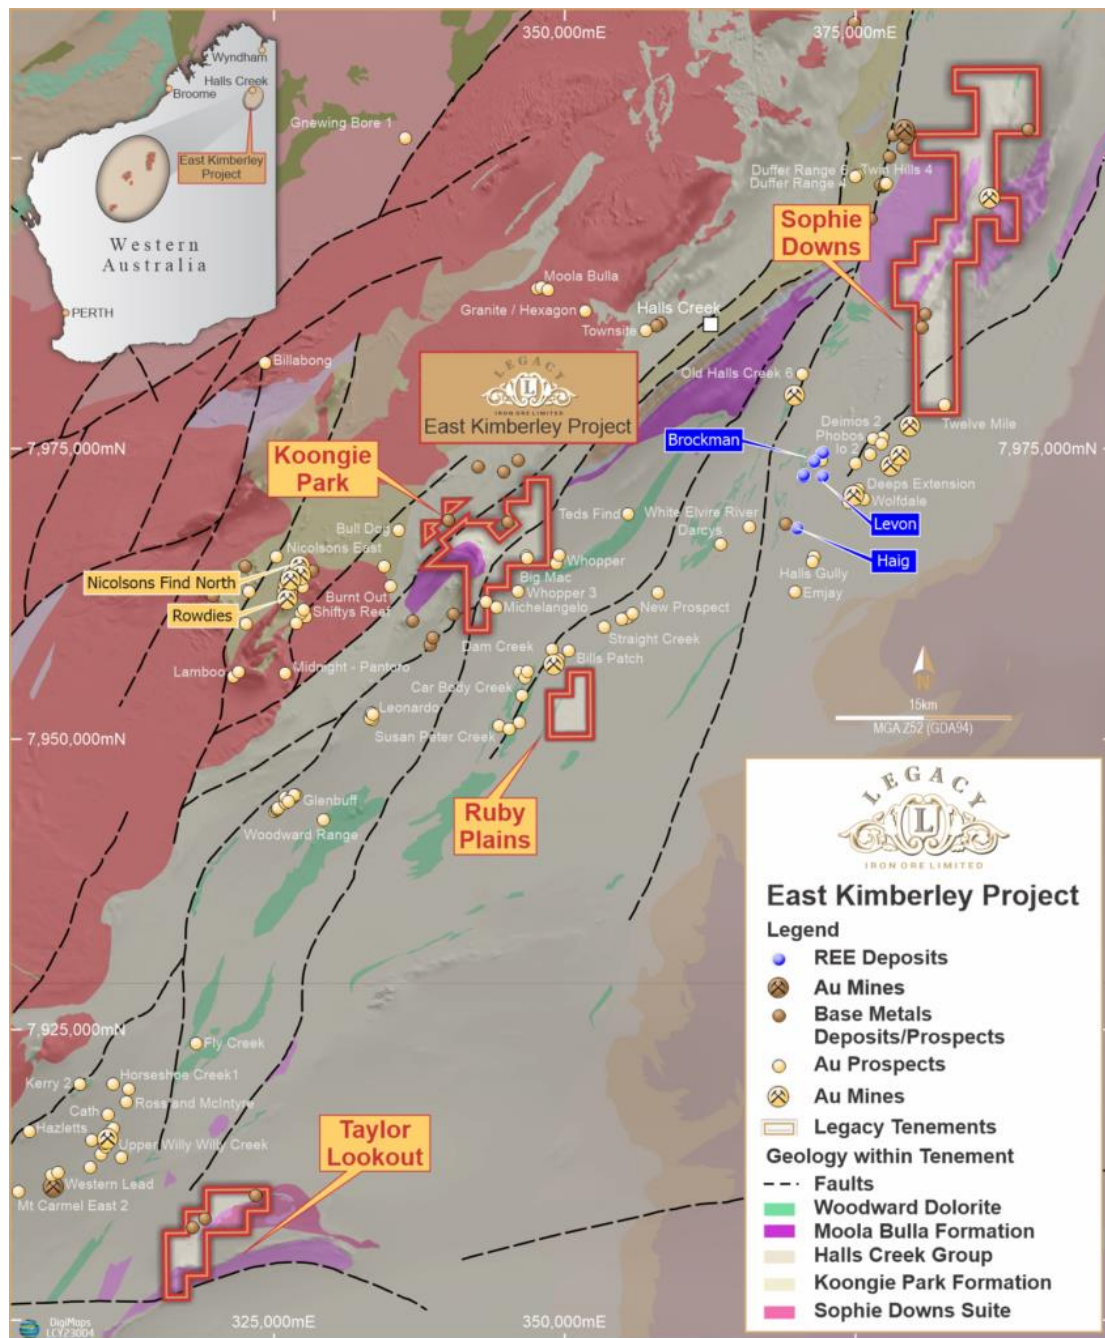 350,000mE
375,000mE
Wyndham
Halls Creek
Broome
East Kimberley
Project
Western
Australia
PERTH
Gnewing Bore 1
Duffer Range 6
Twin Hills 4
Duffer Range 4
Sophie
Downs
Moola Bulla
Granite / Hexagon
Halls Creek
Townsite
Billabong
LEGACY
L
IRON ORE LIMITED
East Kimberley Project
Old Halls Creek 6
Twelve Mile
Deimos 2
Phobos
Io 2
7,975,000mN
7,975,000mN
Brockman
Koongie
Park
Deeps Extension
Wolfdale
Levon
Teds Find
White Elvire River
Darcys
Bull Dog
Nicolsons East
Haig
Whopper
Big Mac
Halls Gully
Emjay
Nicolsons Find North
Rowdies
Burnt Out
Shiftys Reef
Whopper 3
Michelangelo
New Prospect
Straight Creek
Dam Creek
Bills Patch
Lamboo
Midnight - Pantoro
Car Body Creek
Leonardo
Susan Peter Creek
N
15km
MGA Z52 (GDA94)
7,950,000mN
Glenbuff
Woodward Range
Ruby
Plains
LEGACY
L
IRON ORE LIMITED
East Kimberley Project
Legend
REE Deposits
Au Mines
Base Metals
Deposits/Prospects
Au Prospects
Au Mines
Legacy Tenements
Geology within Tenement
Faults
Woodward Dolorite
Moola Bulla Formation
Halls Creek Group
Koongie Park Formation
Sophie Downs Suite
7,925,000mN
Fly Creek
Kerry 2
Horseshoe Creek1
Ross and McIntyre
Cath
Hazletts
Upper Willy Willy Creek
Western Lead
Mt Carmel East 2
Taylor
Lookout
DigiMaps
LCY23004
325,000mE
350,000mE